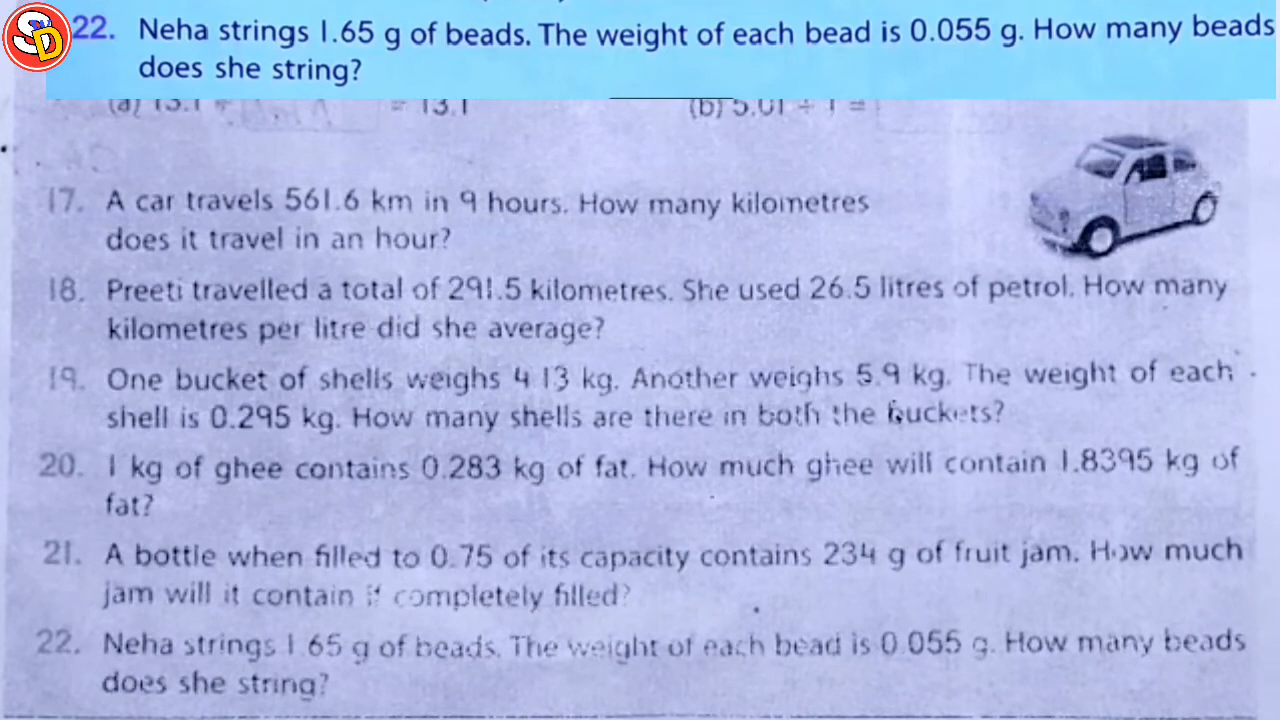 SD
22. Neha strings 1.65 g of beads. The weight of each bead is 0.055 g. How many beads
does she string?
= 13.1 (b) 5.01 ÷ 1 =
17. A car travels 561.6 km in 9 hours. How many kilometres
does it travel in an hour?
18. Preeti travelled a total of 291.5 kilometres. She used 26.5 litres of petrol. How many
kilometres per litre did she average?
19. One bucket of shells weighs 4 13 kg. Another weighs 5.9 kg. The weight of each
shell is 0.295 kg. How many shells are there in both the buckets?
20. 1 kg of ghee contains 0.283 kg of fat. How much ghee will contain 1.8395 kg of
fat?
21. A bottle when filled to 0.75 of its capacity contains 234 g of fruit jam. How much
jam will it contain if completely filled?
22. Neha strings 1 65 g of beads. The weight of each bead is 0.055 g. How many beads
does she string?